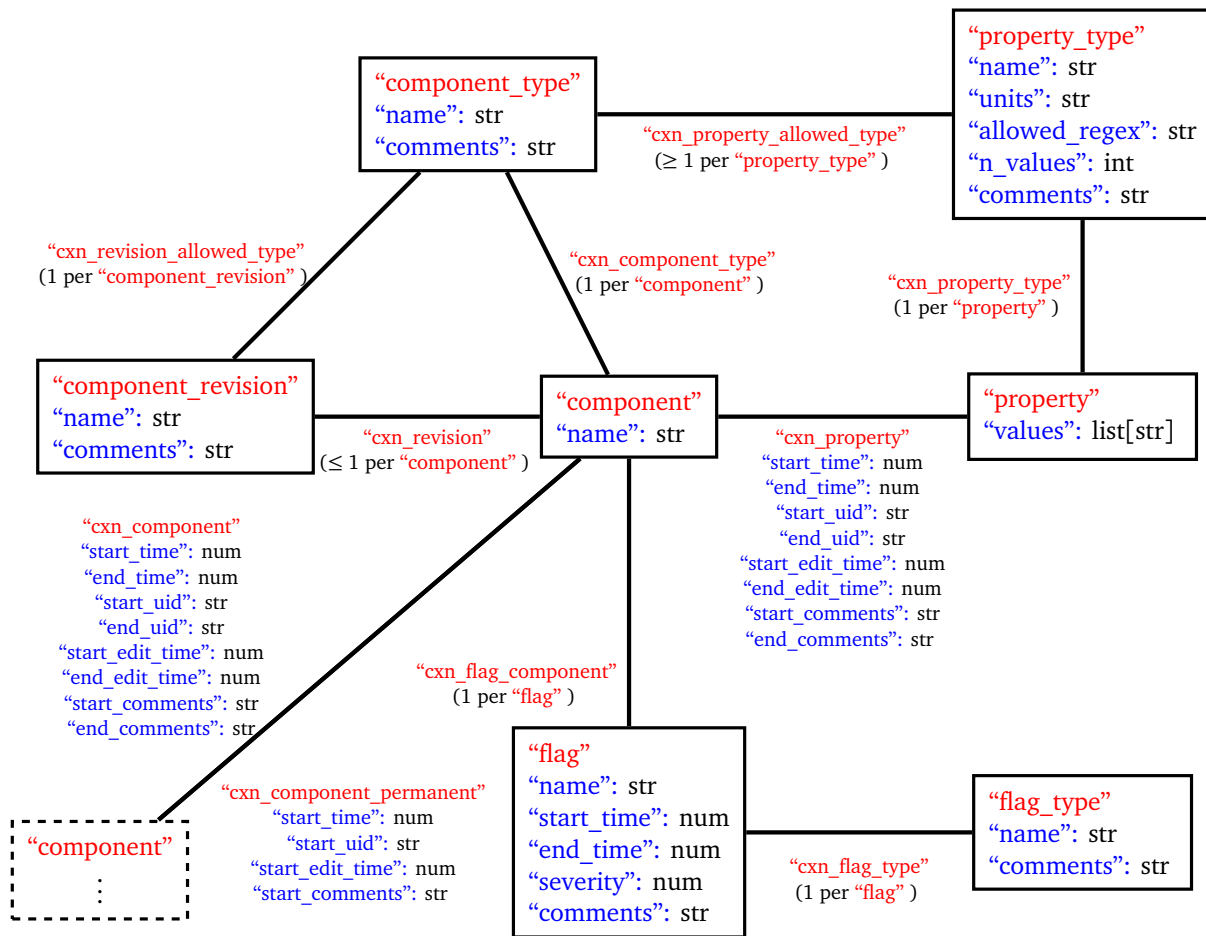 “property_type”
“name”: str
“units”: str
“allowed_regex”: str
“n_values”: int
“comments”: str
“component_type”
“name”: str
“comments”: str
“cxn_property_allowed_type”
(≥ 1 per “property_type” )
“cxn_revision_allowed_type”
(1 per “component_revision” )
“cxn_component_type”
(1 per “component” )
“cxn_property_type”
(1 per “property” )
“component_revision”
“name”: str
“comments”: str
“cxn_revision”
(≤ 1 per “component” )
“component”
“name”: str
“property”
“values”: list[str]
“cxn_property”
“start_time”: num
“end_time”: num
“start_uid”: str
“end_uid”: str
“start_edit_time”: num
“end_edit_time”: num
“start_comments”: str
“end_comments”: str
“cxn_component”
“start_time”: num
“end_time”: num
“start_uid”: str
“end_uid”: str
“start_edit_time”: num
“end_edit_time”: num
“start_comments”: str
“end_comments”: str
“cxn_flag_component”
(1 per “flag” )
“cxn_component_permanent”
“start_time”: num
“start_uid”: str
“start_edit_time”: num
“start_comments”: str
“component”
⋮
“flag”
“name”: str
“start_time”: num
“end_time”: num
“severity”: num
“comments”: str
“cxn_flag_type”
(1 per “flag” )
“flag_type”
“name”: str
“comments”: str